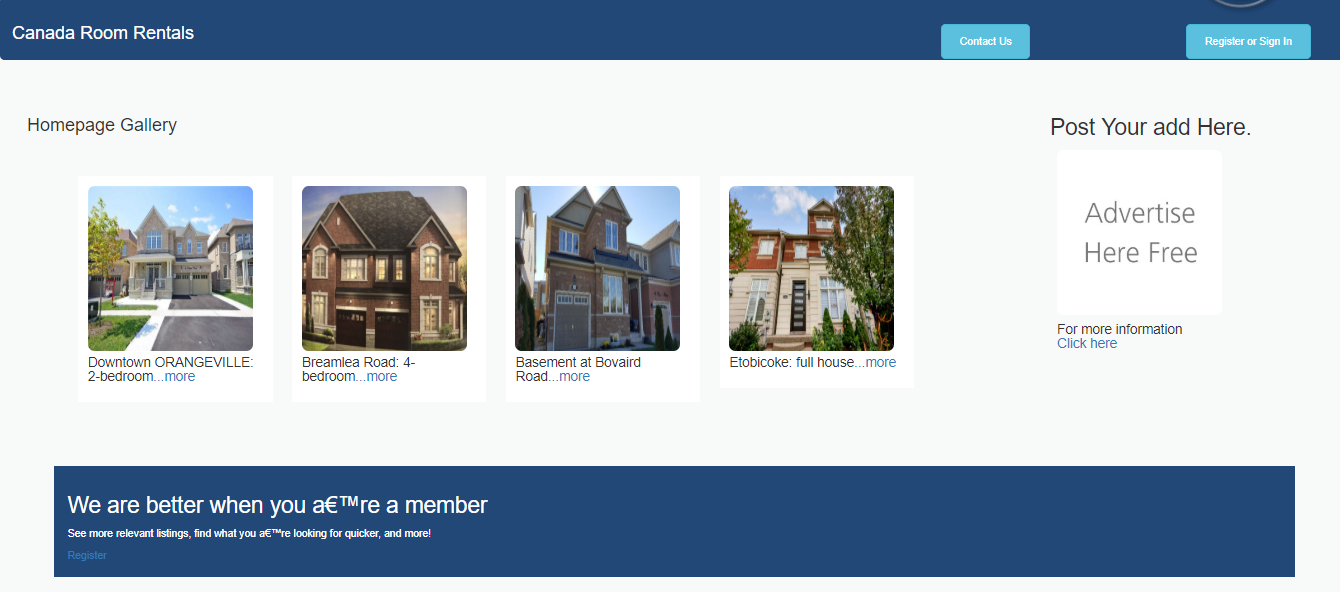 Canada Room Rentals
Contact Us
Register or Sign In
Homepage Gallery
Post Your add Here.
Advertise
Here Free
For more information
Click here
Downtown ORANGEVILLE:
2-bedroom...more
Breamlea Road: 4-
bedroom...more
Basement at Bovaird
Road...more
Etobicoke: full house...more
We are better when you a€™re a member
See more relevant listings, find what you a€™re looking for quicker, and more!
Register